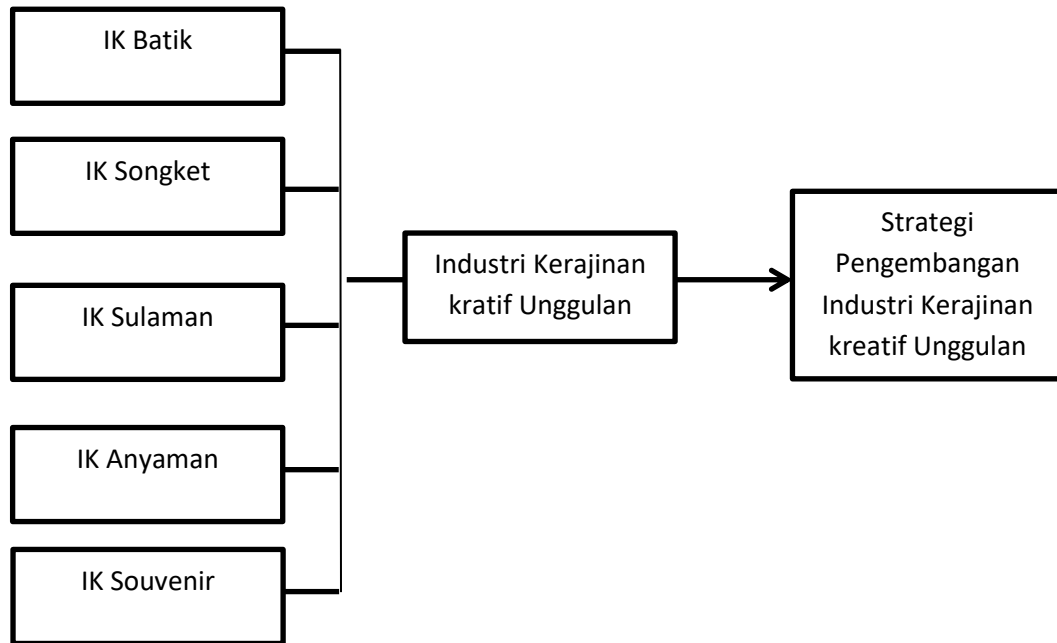 IK Batik
IK Songket
IK Sulaman
IK Anyaman
IK Souvenir
Industri Kerajinan
kratif Unggulan
Strategi
Pengembangan
Industri Kerajinan
kreatif Unggulan